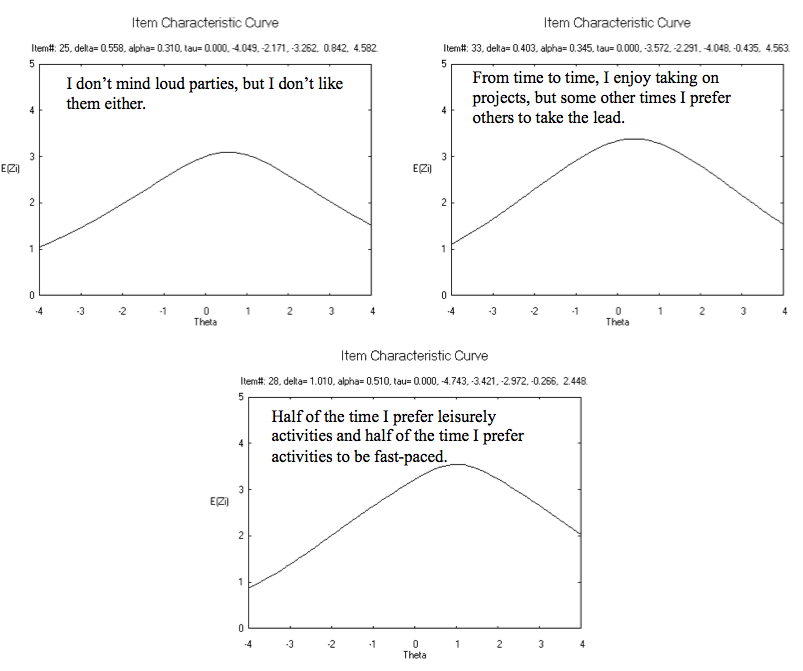 Item Characteristic Curve
Item#: 25, delta= 0.558, alpha= 0.310, tau= 0.000, -4.049, -2.171, -3.262, 0.842, 4.582.
I don’t mind loud parties, but I don’t like
them either.
5
4
3
2
1
0
E(Zi)
-4 -3 -2 -1 0 1 2 3 4
Theta
Item Characteristic Curve
Item#: 33, delta= 0.403, alpha= 0.345, tau= 0.000, -3.572, -2.291, -4.048, -0.435, 4.563.
From time to time, I enjoy taking on
projects, but some other times I prefer
others to take the lead.
5
4
3
2
1
0
E(Zi)
-4 -3 -2 -1 0 1 2 3 4
Theta
Item Characteristic Curve
Item#: 28, delta= 1.010, alpha= 0.510, tau= 0.000, -4.743, -3.421, -2.972, -0.266, 2.448.
Half of the time I prefer leisurely
activities and half of the time I prefer
activities to be fast-paced.
5
4
3
2
1
0
E(Zi)
-4 -3 -2 -1 0 1 2 3 4
Theta